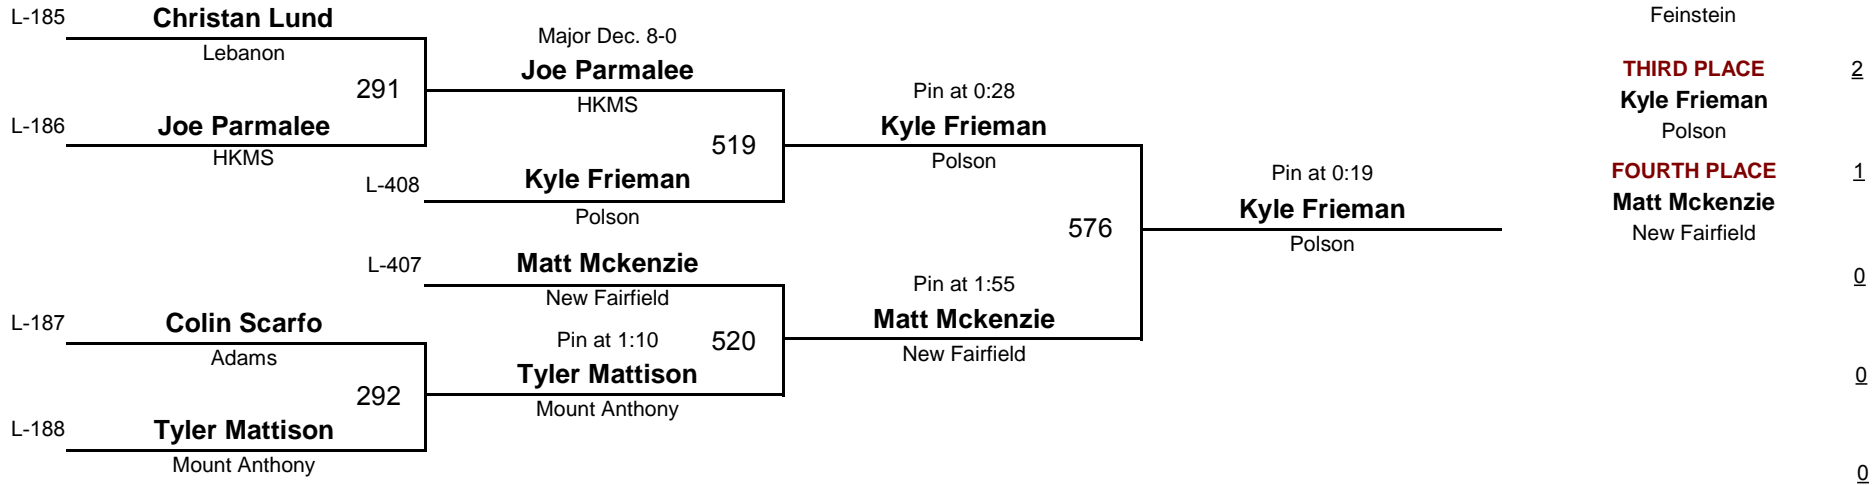 L-185
Christan Lund
Lebanon
291
L-186
Joe Parmalee
HKMS
L-187
Colin Scarfo
Adams
292
L-188
Tyler Mattison
Mount Anthony
Major Dec. 8-0
Joe Parmalee
HKMS
519
L-408
Kyle Frieman
Polson
L-407
Matt Mckenzie
New Fairfield
520
Pin at 1:10
Tyler Mattison
Mount Anthony
Pin at 0:28
Kyle Frieman
Polson
576
Pin at 1:55
Matt Mckenzie
New Fairfield
Pin at 0:19
Kyle Frieman
Polson
Feinstein
THIRD PLACE 2
Kyle Frieman
Polson
FOURTH PLACE 1
Matt Mckenzie
New Fairfield
0
0
0